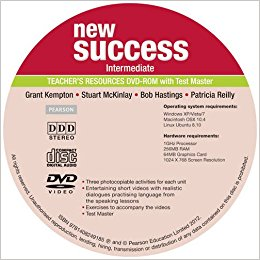 new
success
Intermediate
TEACHER'S RESOURCES DVD-ROM with Test Master
Grant Kempton • Stuart McKinlay • Bob Hastings • Patricia Reilly
PEARSON
DDD
STEREO
COMPACT
disc
DIGITAL AUDIO
DVD
VIDEO
Operating system requirements:
Windows XP/Vista/7
Macintosh OSX 10.4
Linux Ubuntu 8.10
Hardware requirements:
1GHz Processor
256MB RAM
64MB Graphics Card
1024 X 768 Screen Resolution
• Three photocopiable activities for each unit
• Entertaining short videos with realistic
dialogues practising language from
the speaking lessons
• Exercises to accompany the videos
• Test Master
All rights reserved. Unauthorised reproduction, lending, hiring, transmission or distribution of any data contained on this disc is prohibited.
© and ℗ Pearson Education Limited 2012.